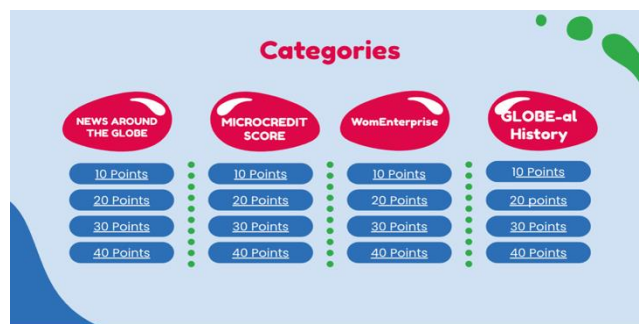 Categories
NEWS AROUND
THE GLOBE
MICROCREDIT
SCORE
WomEnterprise
GLOBE-al
History
10 Points
10 Points
10 Points
10 Points
20 Points
20 Points
20 Points
20 points
30 Points
30 Points
30 Points
30 Points
40 Points
40 Points
40 Points
40 Points